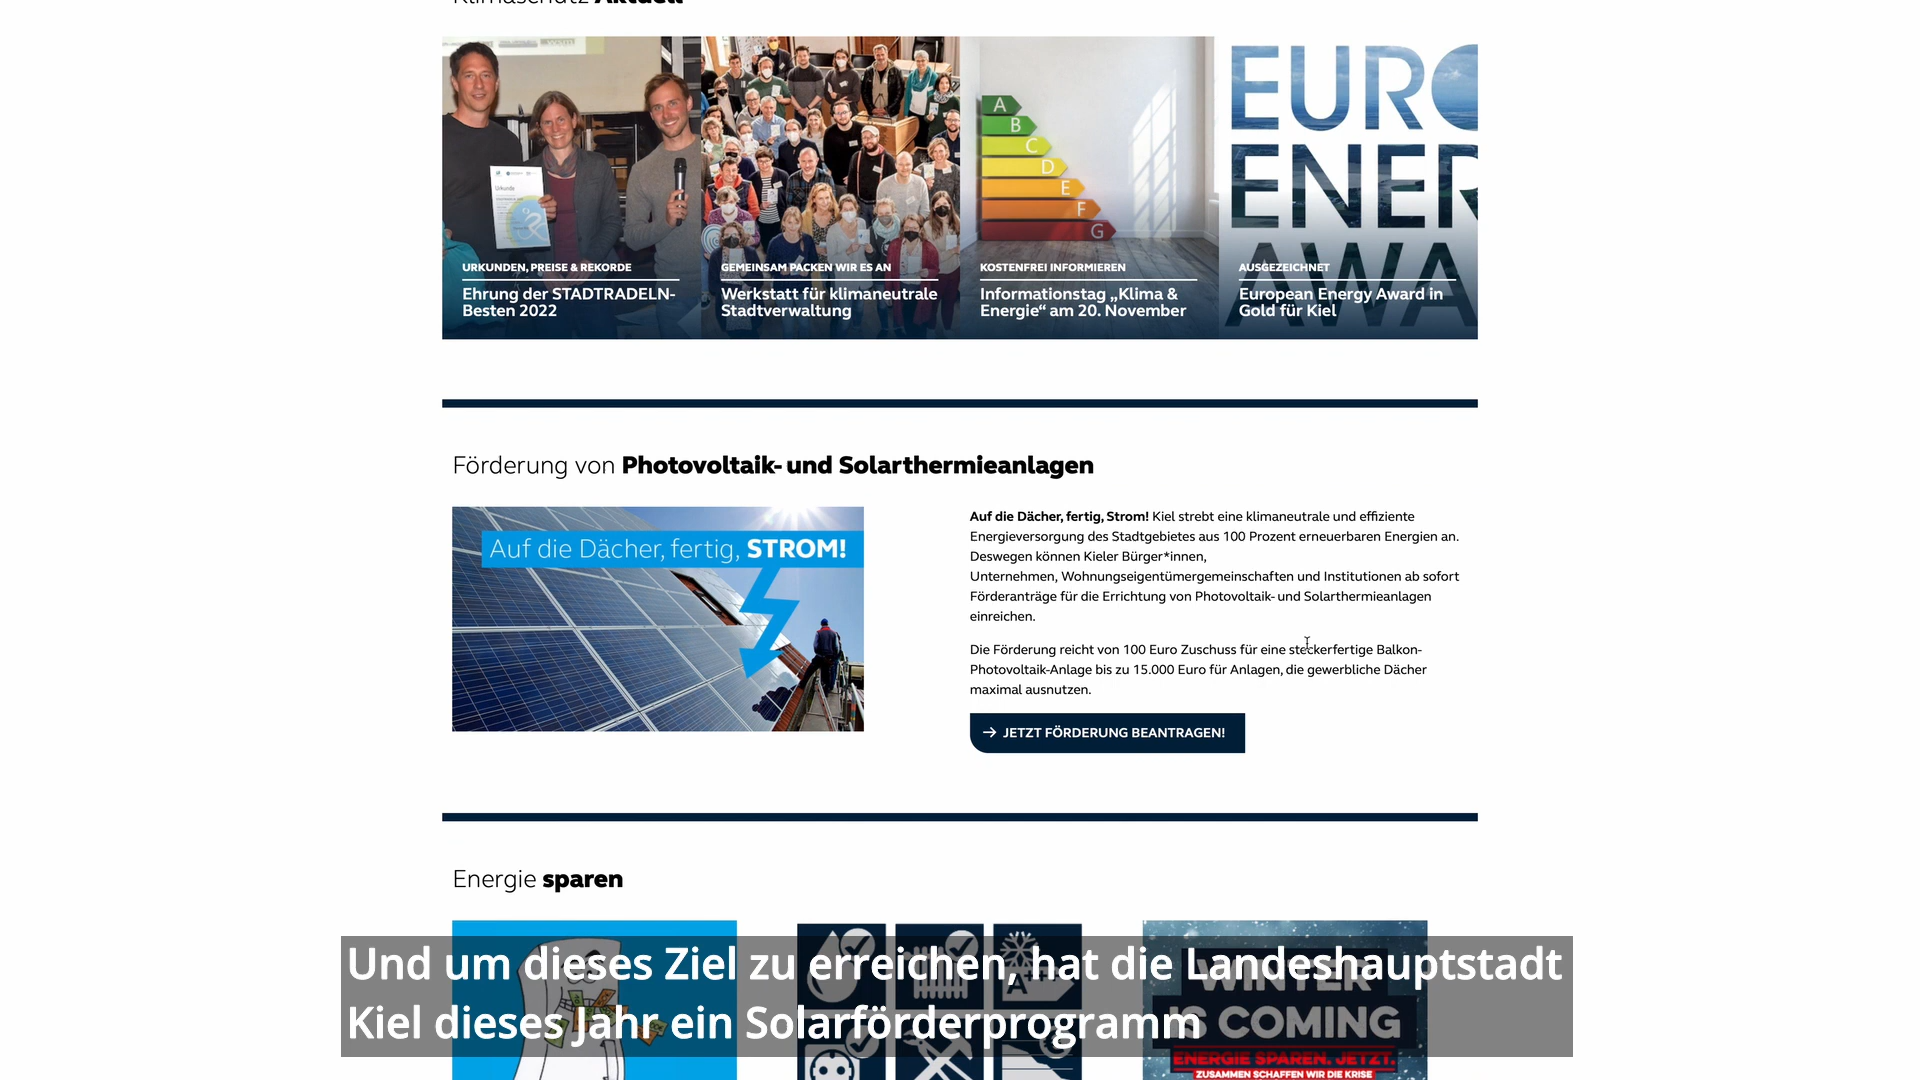 Klimaschutz Aktuell
EURO
ENER
AWA
A
B
C
D
E
F
G
Urkunde
URKUNDEN, PREISE & REKORDE
Ehrung der STADTRADELN-
Besten 2022
GEMEINSAM PACKEN WIR ES AN
Werkstatt für klimaneutrale
Stadtverwaltung
KOSTENFREI INFORMIEREN
Informationstag „Klima &
Energie“ am 20. November
AUSGEZEICHNET
European Energy Award in
Gold für Kiel
Förderung von Photovoltaik- und Solarthermieanlagen
Auf die Dächer, fertig, STROM!
Auf die Dächer, fertig, Strom! Kiel strebt eine klimaneutrale und effiziente
Energieversorgung des Stadtgebietes aus 100 Prozent erneuerbaren Energien an.
Deswegen können Kieler Bürger*innen,
Unternehmen, Wohnungseigentümergemeinschaften und Institutionen ab sofort
Förderanträge für die Errichtung von Photovoltaik- und Solarthermieanlagen
einreichen.
Die Förderung reicht von 100 Euro Zuschuss für eine steckerfertige Balkon-
Photovoltaik-Anlage bis zu 15.000 Euro für Anlagen, die gewerbliche Dächer
maximal ausnutzen.
→ JETZT FÖRDERUNG BEANTRAGEN!
Energie sparen
A+
WINTER
IS COMING
ENERGIE SPAREN. JETZT.
ZUSAMMEN SCHAFFEN WIR DIE KRISE
Und um dieses Ziel zu erreichen, hat die Landeshauptstadt
Kiel dieses Jahr ein Solarförderprogramm